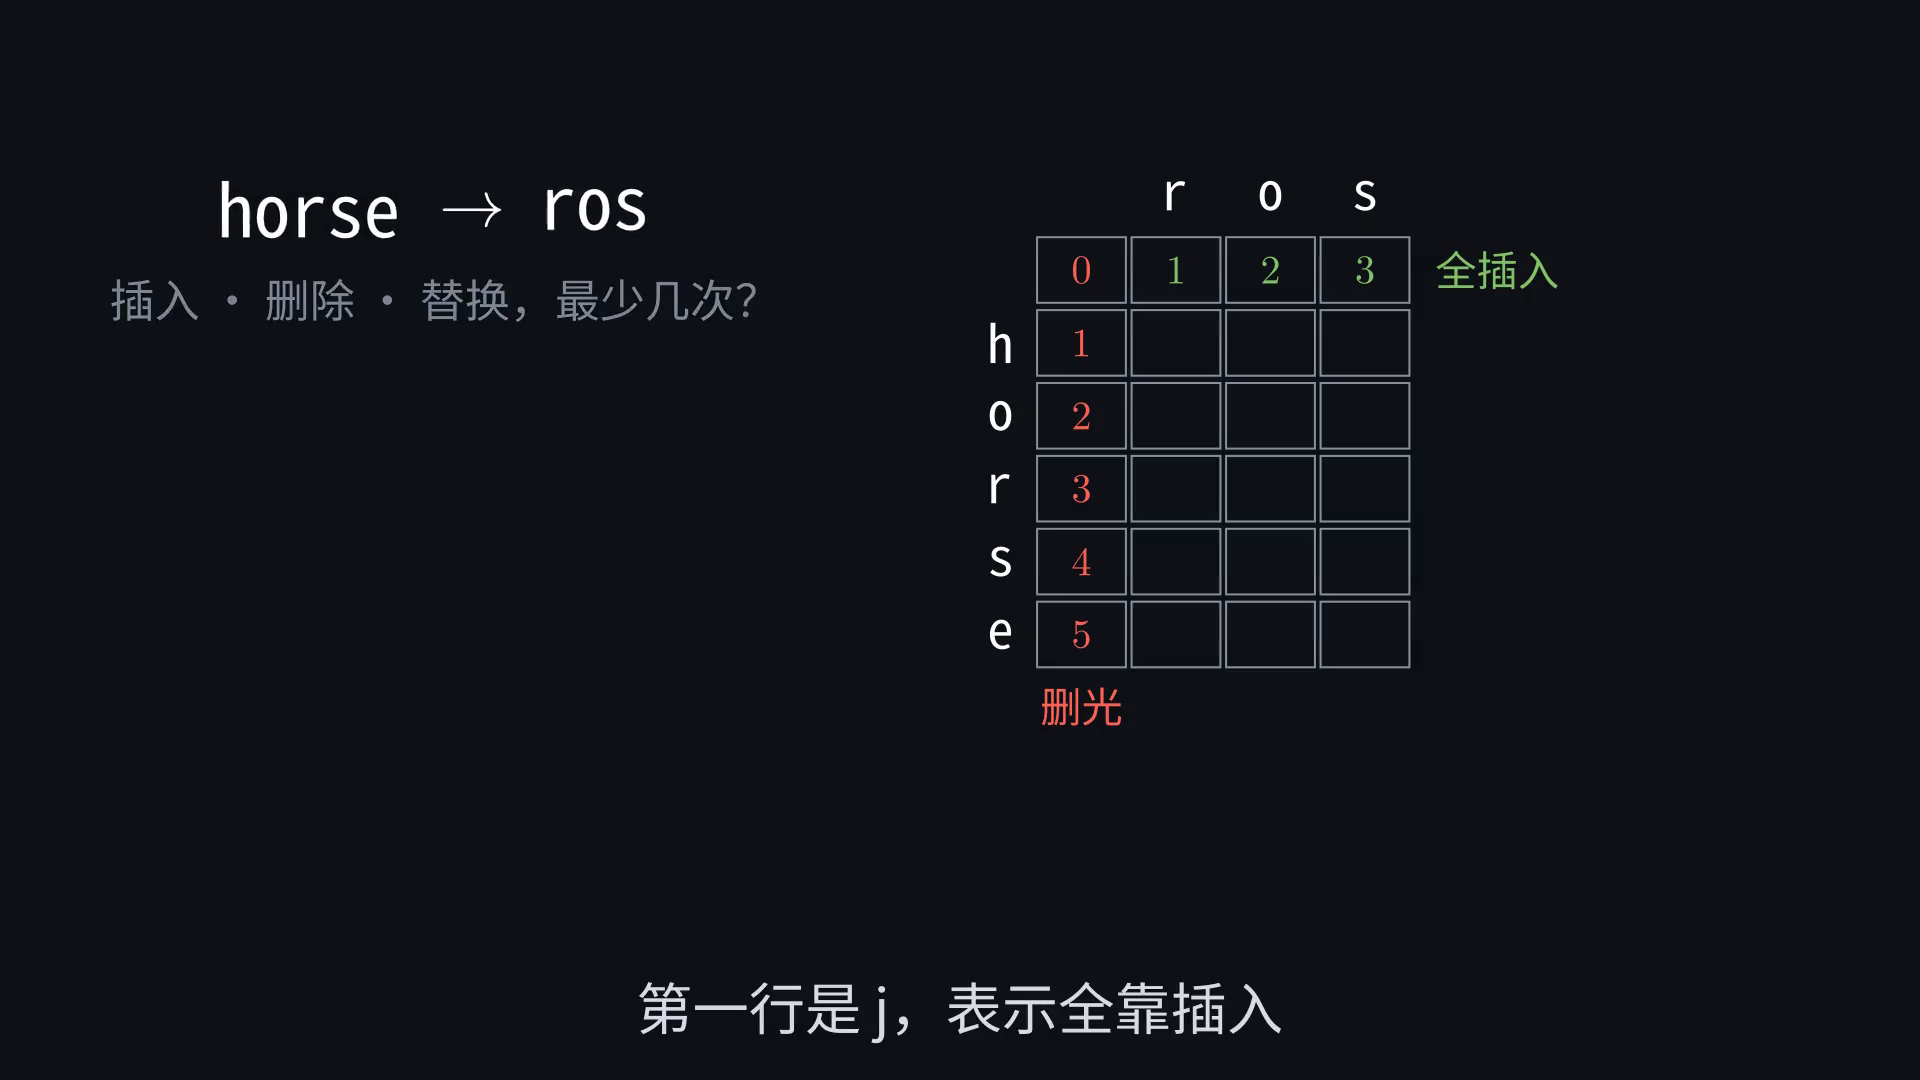 horse → ros
插入 · 删除 · 替换，最少几次？
r o s
0 1 2 3 全插入
h 1
o 2
r 3
s 4
e 5
删光
第一行是 j，表示全靠插入